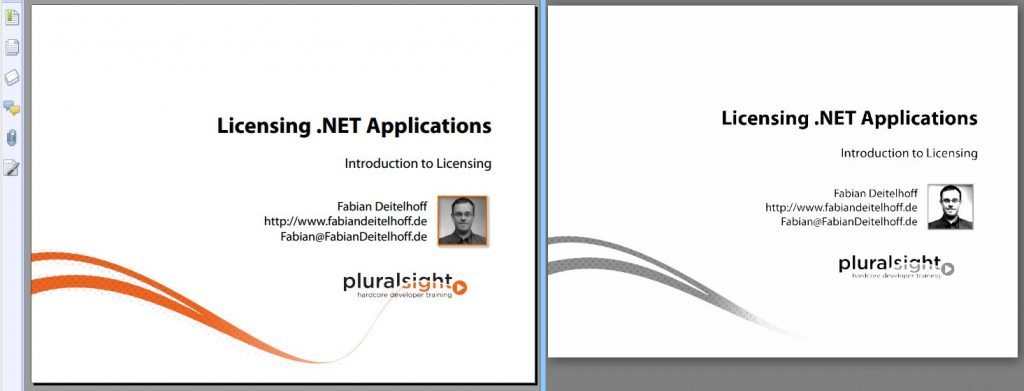 Licensing .NET Applications
Introduction to Licensing
Fabian Deitelhoff
http://www.fabiandeitelhoff.de
Fabian@FabianDeitelhoff.de
pluralsight
hardcore developer training
Licensing .NET Applications
Introduction to Licensing
Fabian Deitelhoff
http://www.fabiandeitelhoff.de
Fabian@FabianDeitelhoff.de
pluralsight
hardcore developer training